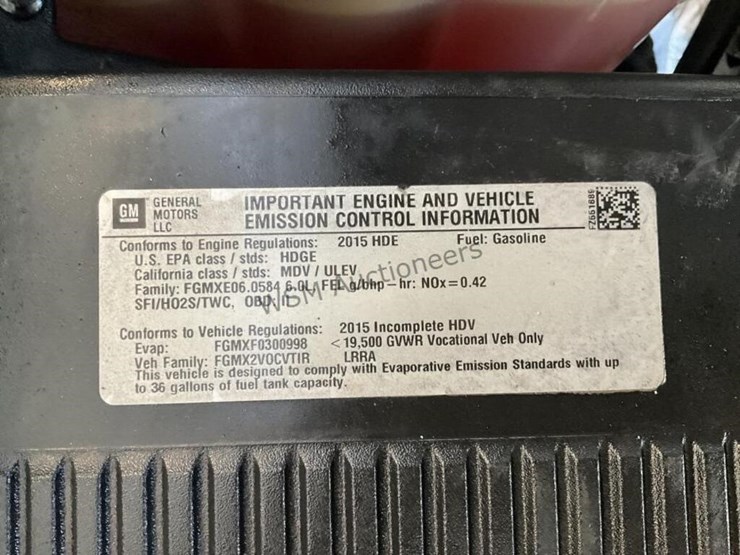 GM GENERAL MOTORS LLC
IMPORTANT ENGINE AND VEHICLE
EMISSION CONTROL INFORMATION
Conforms to Engine Regulations: 2015 HDE Fuel: Gasoline
U.S. EPA class / stds: HDGE
California class / stds: MDV / ULEV
Family: FGMXE06.0584 6.0L FEL g/bhp–hr: NOx=0.42
SFI/HO2S/TWC, OBD
Conforms to Vehicle Regulations: 2015 Incomplete HDV
Evap: FGMXF0300998 <19,500 GVWR Vocational Veh Only
Veh Family: FGMX2VOCVTIR LRRA
This vehicle is designed to comply with Evaporative Emission Standards with up
to 36 gallons of fuel tank capacity.
WSM Auctioneers